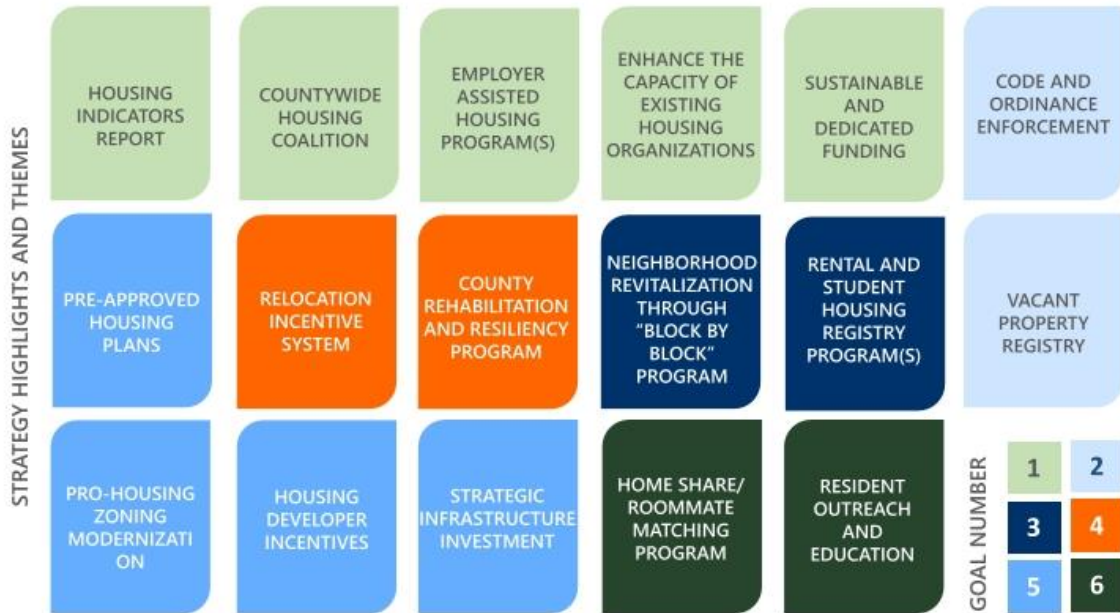 STRATEGY HIGHLIGHTS AND THEMES
HOUSING
INDICATORS
REPORT
COUNTYWIDE
HOUSING
COALITION
EMPLOYER
ASSISTED
HOUSING
PROGRAM(S)
ENHANCE THE
CAPACITY OF
EXISTING
HOUSING
ORGANIZATIONS
SUSTAINABLE
AND
DEDICATED
FUNDING
CODE AND
ORDINANCE
ENFORCEMENT
PRE-APPROVED
HOUSING
PLANS
RELOCATION
INCENTIVE
SYSTEM
COUNTY
REHABILITATION
AND RESILIENCY
PROGRAM
NEIGHBORHOOD
REVITALIZATION
THROUGH
“BLOCK BY
BLOCK”
PROGRAM
RENTAL AND
STUDENT
HOUSING
REGISTRY
PROGRAM(S)
VACANT
PROPERTY
REGISTRY
PRO-HOUSING
ZONING
MODERNIZATI
ON
HOUSING
DEVELOPER
INCENTIVES
STRATEGIC
INFRASTRUCTURE
INVESTMENT
HOME SHARE/
ROOMMATE
MATCHING
PROGRAM
RESIDENT
OUTREACH
AND
EDUCATION
GOAL NUMBER
1
2
3
4
5
6